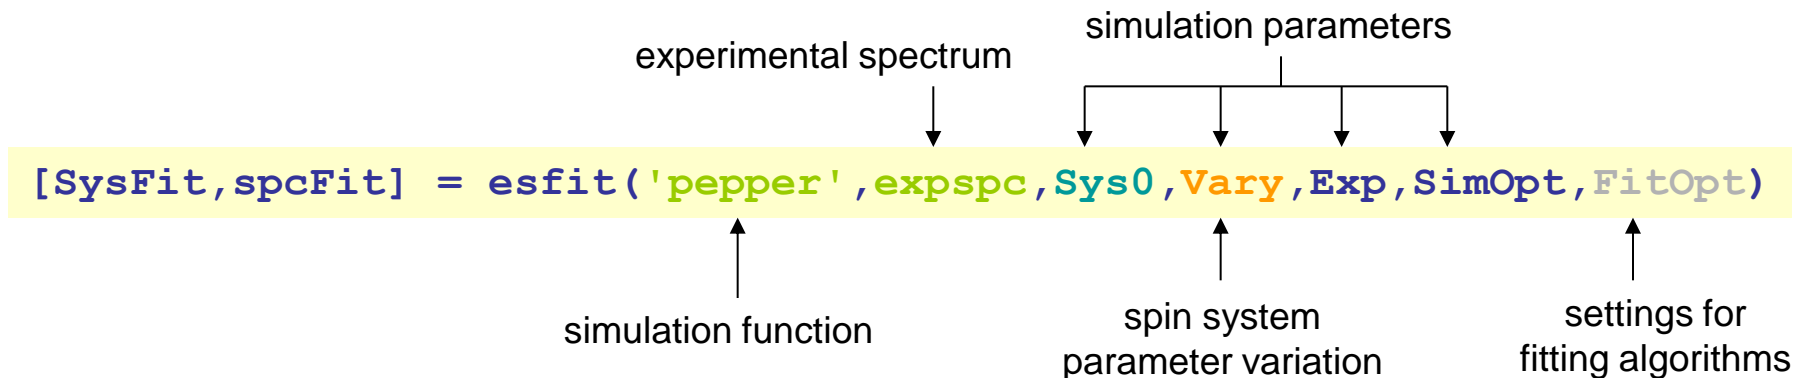 simulation parameters
experimental spectrum
[SysFit,spcFit] = esfit('pepper',expspc,Sys0,Vary,Exp,SimOpt,FitOpt)
simulation function
spin system
parameter variation
settings for
fitting algorithms